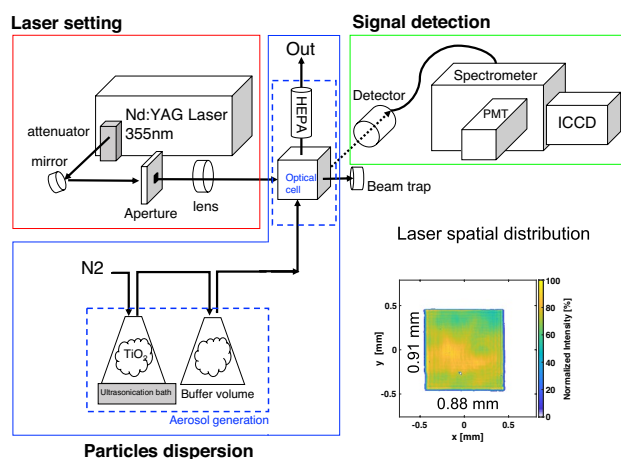 Laser setting
Signal detection
Out
HEPA
Nd:YAG Laser
355nm
attenuator
mirror
Aperture
lens
Optical
cell
Detector
Spectrometer
PMT
ICCD
Beam trap
N2
TiO2
Ultrasonication bath
Buffer volume
Aerosol generation
Particles dispersion
Laser spatial distribution
0.5
0
-0.5
y [mm]
0.91 mm
0.88 mm
-0.5
0
0.5
x [mm]
100
80
60
40
20
0
Normalized Intensity [%]